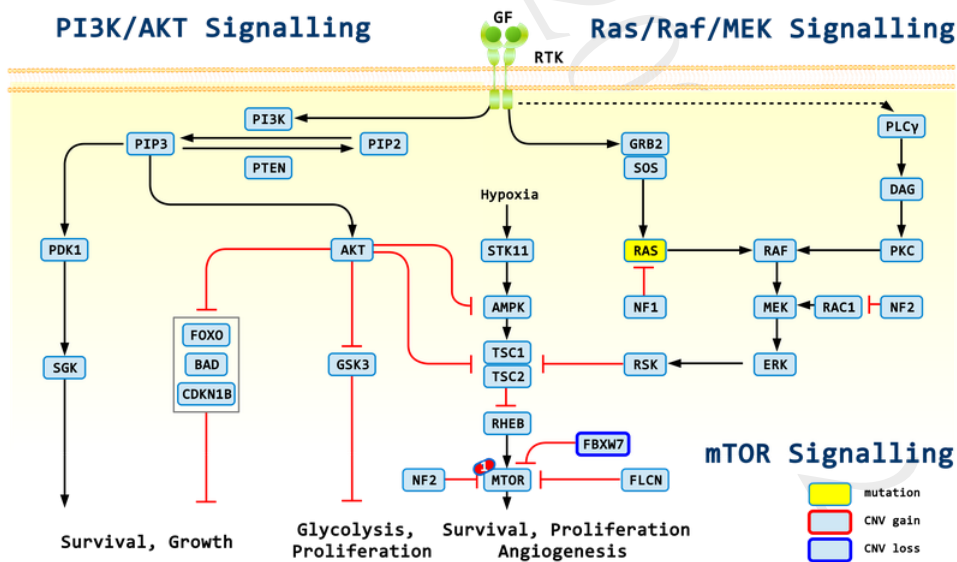 GF
PI3K/AKT Signalling
Ras/Raf/MEK Signalling
RTK
PI3K
PLCγ
PIP3
PIP2
GRB2
PTEN
SOS
DAG
Hypoxia
PDK1
AKT
STK11
RAS
RAF
PKC
AMPK
NF1
MEK
RAC1
NF2
FOXO
BAD
CDKN1B
SGK
GSK3
TSC1
TSC2
RSK
ERK
RHEB
FBXW7
mTOR Signalling
1
NF2
MTOR
FLCN
mutation
CNV gain
CNV loss
Survival, Growth
Glycolysis,
Proliferation
Survival, Proliferation
Angiogenesis